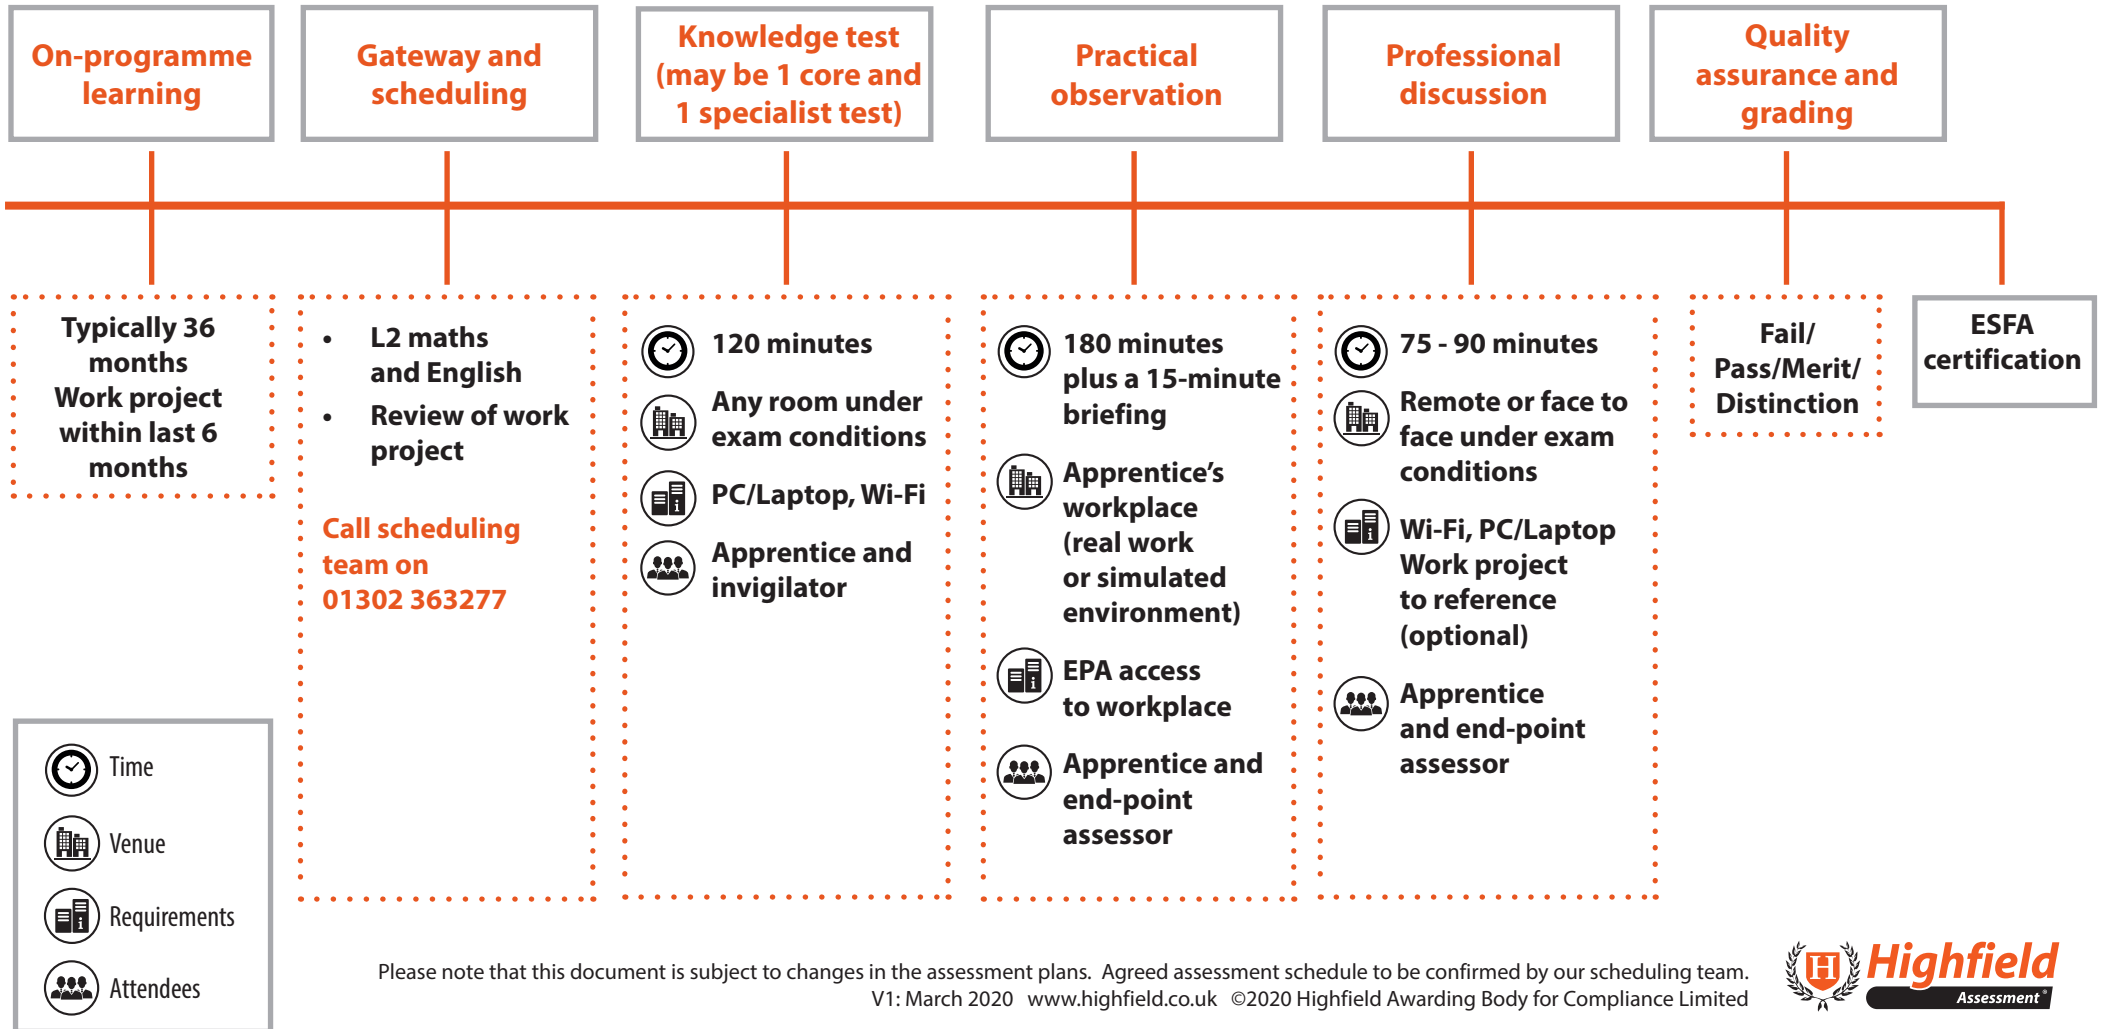 On-programme
learning
Gateway and
scheduling
Knowledge test
(may be 1 core and
1 specialist test)
Practical
observation
Professional
discussion
Quality
assurance and
grading
Typically 36
months
Work project
within last 6
months
• L2 maths
and English
• Review of work
project
Call scheduling
team on
01302 363277
120 minutes
Any room under
exam conditions
PC/Laptop, Wi-Fi
Apprentice and
invigilator
180 minutes
plus a 15-minute
briefing
Apprentice’s
workplace
(real work
or simulated
environment)
EPA access
to workplace
Apprentice and
end-point
assessor
75 - 90 minutes
Remote or face to
face under exam
conditions
Wi-Fi, PC/Laptop
Work project
to reference
(optional)
Apprentice
and end-point
assessor
Fail/
Pass/Merit/
Distinction
ESFA
certification
Time
Venue
Requirements
Attendees
Please note that this document is subject to changes in the assessment plans. Agreed assessment schedule to be confirmed by our scheduling team.
V1: March 2020 www.highfield.co.uk ©2020 Highfield Awarding Body for Compliance Limited
H
Highfield
Assessment®